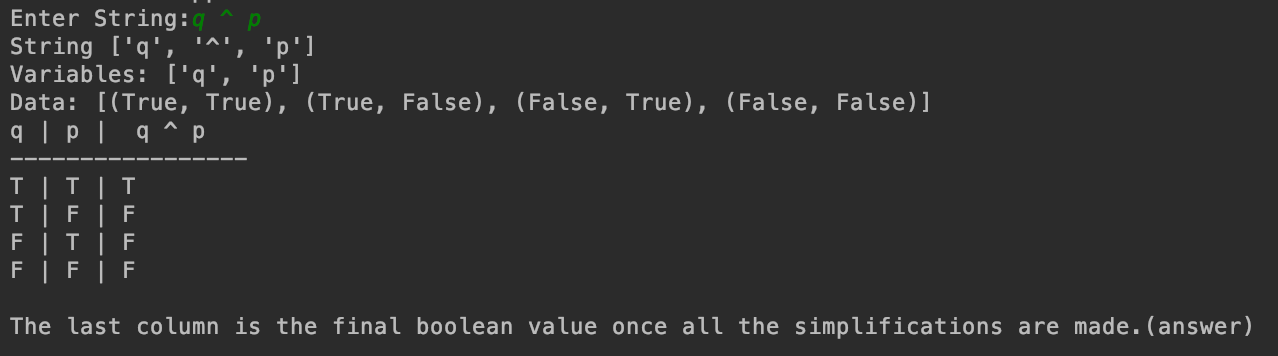 Enter String:q ^ p
String ['q', '^', 'p']
Variables: ['q', 'p']
Data: [(True, True), (True, False), (False, True), (False, False)]
q | p |  q ^ p
-----------------
T | T | T
T | F | F
F | T | F
F | F | F
The last column is the final boolean value once all the simplifications are made.(answer)